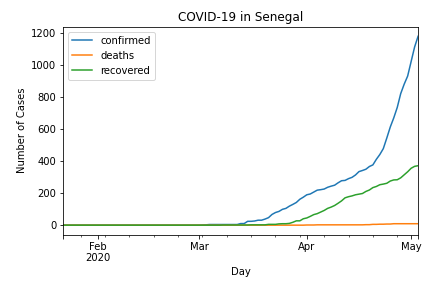 COVID-19 in Senegal
confirmed
deaths
recovered
Number of Cases
1200
1000
800
600
400
200
0
Feb
2020
Mar
Apr
May
Day